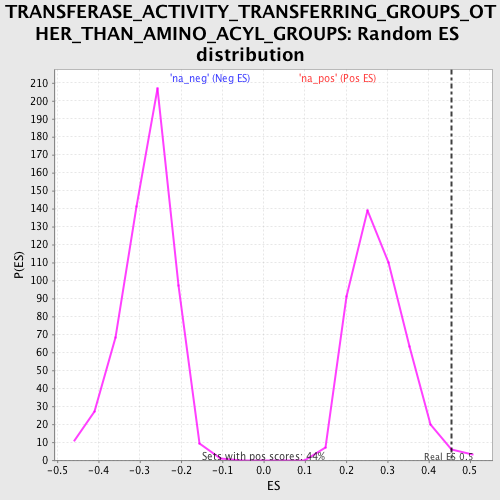 TRANSFERASE_ACTIVITY_TRANSFERRING_GROUPS_OT
HER_THAN_AMINO_ACYL_GROUPS: Random ES
distribution
'na_neg' (Neg ES) 'na_pos' (Pos ES)
210
200
190
180
170
160
150
140
130
120
110
100
90
80
70
60
50
40
30
20
10
0
P(ES)
Sets with pos scores: 44%
Real ES 0.5
-0.5 -0.4 -0.3 -0.2 -0.1 0.0 0.1 0.2 0.3 0.4 0.5
ES